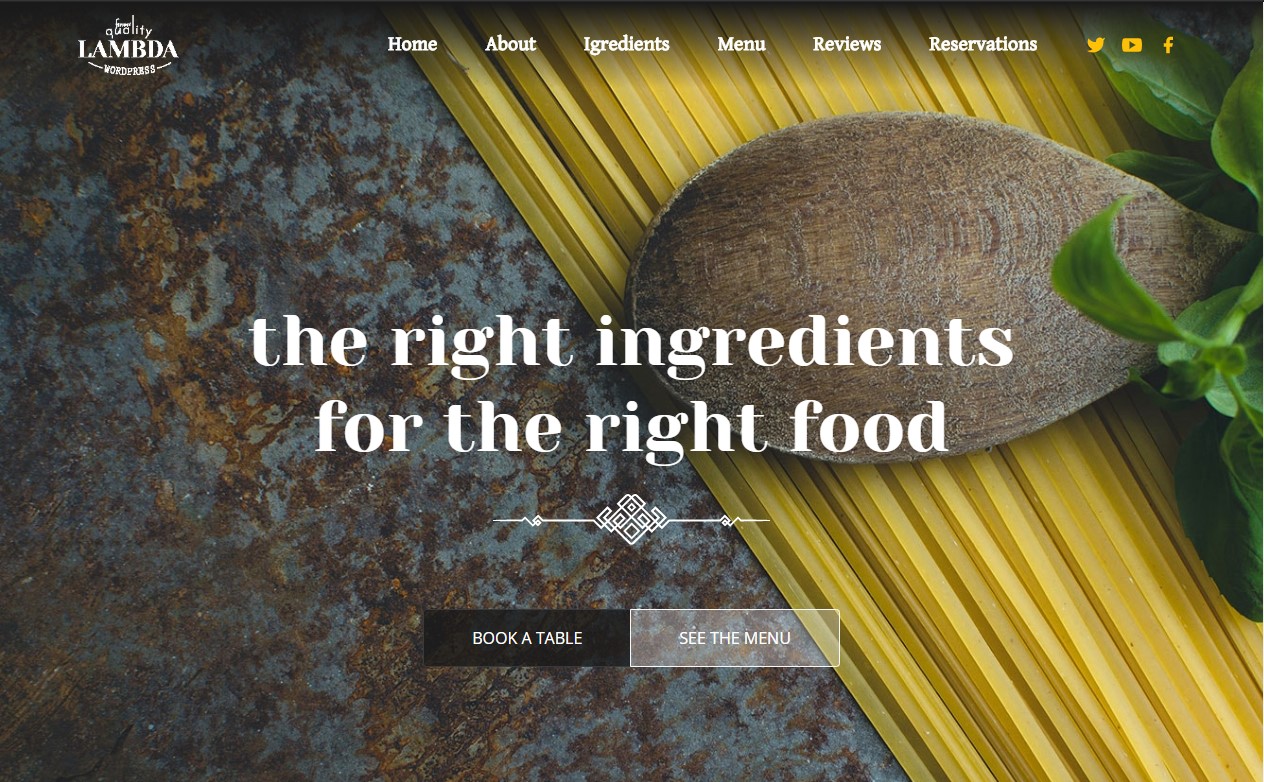 famous
quality
LAMBDA
WORDPRESS
Home About Igredients Menu Reviews Reservations
the right ingredients
for the right food
BOOK A TABLE SEE THE MENU